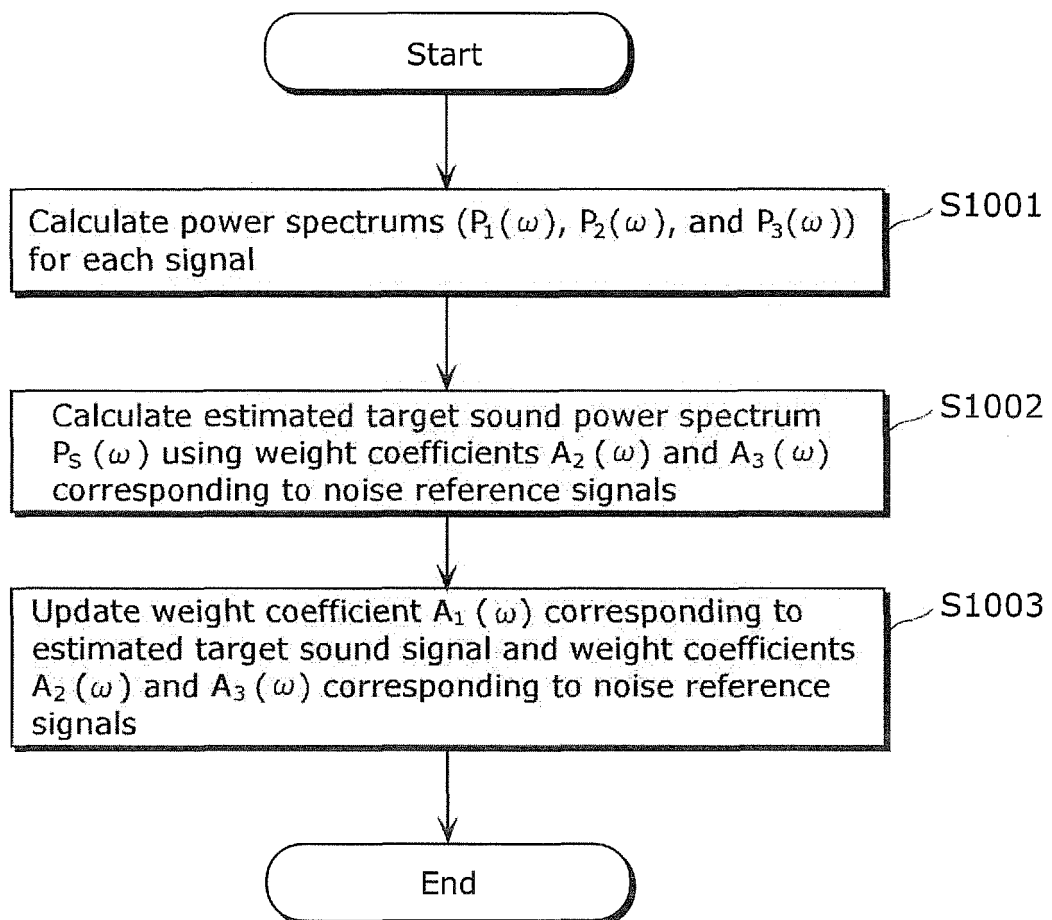 Start
Calculate power spectrums (P₁(ω), P₂(ω), and P₃(ω))
for each signal
S1001
Calculate estimated target sound power spectrum
Pₛ(ω) using weight coefficients A₂(ω) and A₃(ω)
corresponding to noise reference signals
S1002
Update weight coefficient A₁(ω) corresponding to
estimated target sound signal and weight coefficients
A₂(ω) and A₃(ω) corresponding to noise reference
signals
S1003
End